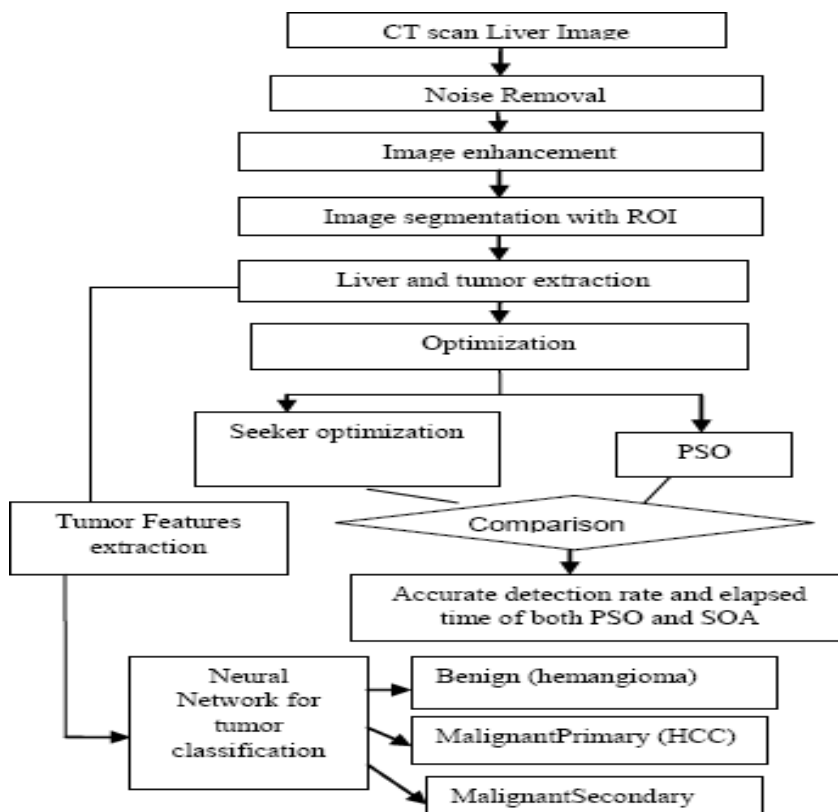 CT scan Liver Image
Noise Removal
Image enhancement
Image segmentation with ROI
Liver and tumor extraction
Optimization
Seeker optimization
PSO
Comparison
Tumor Features
extraction
Accurate detection rate and elapsed
time of both PSO and SOA
Neural
Network for
tumor
classification
Benign (hemangioma)
MalignantPrimary (HCC)
MalignantSecondary